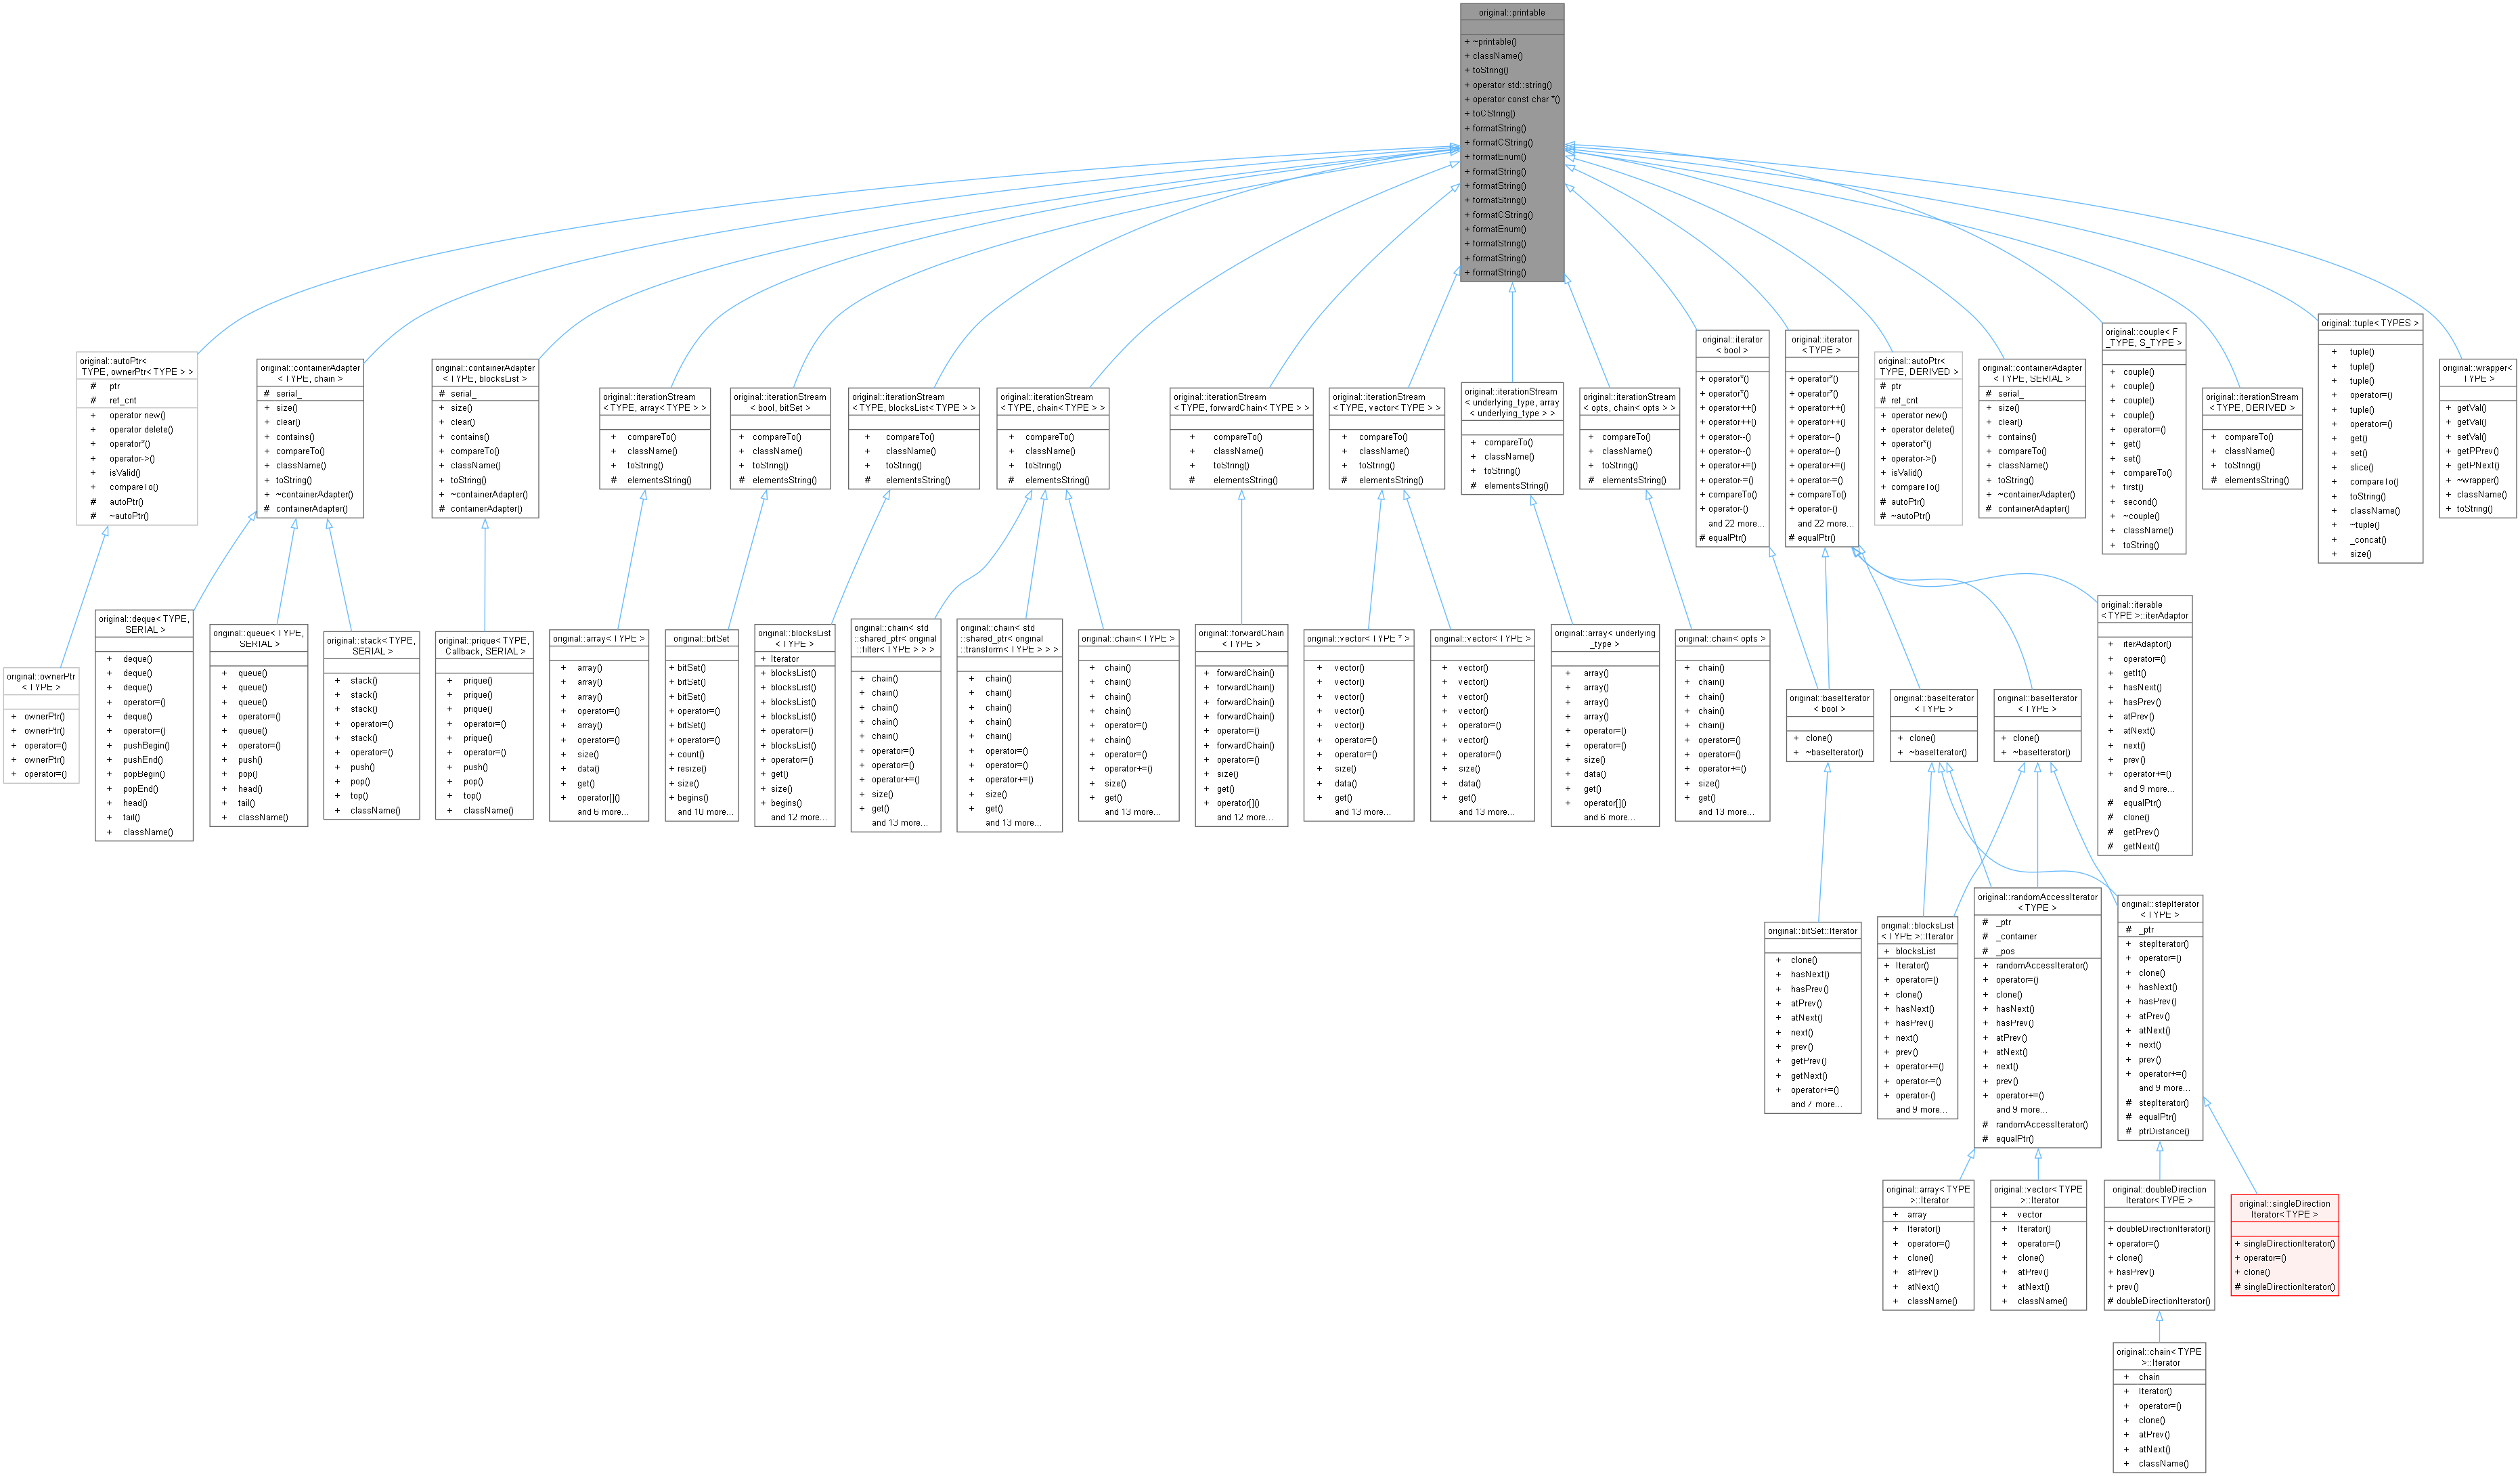 original::printable
+ ~printable()
+ className()
+ toString()
+ operator std::string()
+ operator const char *()
+ toCString()
+ formatString()
+ formatCString()
+ formatEnum()
+ formatString()
+ formatString()
+ formatString()
+ formatCString()
+ formatEnum()
+ formatString()
+ formatString()
+ formatString()
original::autoPtr<
TYPE, ownerPtr< TYPE > >
# ptr
# ref_cnt
+ operator new()
+ operator delete()
+ operator*()
+ operator->()
+ isValid()
+ compareTo()
# autoPtr()
# ~autoPtr()
original::containerAdapter
< TYPE, chain >
# serial_
+ size()
+ clear()
+ contains()
+ compareTo()
+ className()
+ toString()
+ ~containerAdapter()
# containerAdapter()
original::containerAdapter
< TYPE, blocksList >
# serial_
+ size()
+ clear()
+ contains()
+ compareTo()
+ className()
+ toString()
+ ~containerAdapter()
# containerAdapter()
original::iterationStream
< TYPE, array< TYPE > >
+ compareTo()
+ className()
+ toString()
# elementsString()
original::iterationStream
< bool, bitSet >
+ compareTo()
+ className()
+ toString()
# elementsString()
original::iterationStream
< TYPE, blocksList< TYPE > >
+ compareTo()
+ className()
+ toString()
# elementsString()
original::iterationStream
< TYPE, chain< TYPE > >
+ compareTo()
+ className()
+ toString()
# elementsString()
original::iterationStream
< TYPE, forwardChain< TYPE > >
+ compareTo()
+ className()
+ toString()
# elementsString()
original::iterationStream
< TYPE, vector< TYPE > >
+ compareTo()
+ className()
+ toString()
# elementsString()
original::iterationStream
< underlying_type, array
< underlying_type > >
+ compareTo()
+ className()
+ toString()
# elementsString()
original::iterationStream
< opts, chain< opts > >
+ compareTo()
+ className()
+ toString()
# elementsString()
original::iterator
< bool >
+ operator*()
+ operator*()
+ operator++()
+ operator++()
+ operator--()
+ operator--()
+ operator+=()
+ operator-=()
+ compareTo()
+ operator-()
and 22 more...
# equalPtr()
original::iterator
< TYPE >
+ operator*()
+ operator*()
+ operator++()
+ operator++()
+ operator--()
+ operator--()
+ operator+=()
+ operator-=()
+ compareTo()
+ operator-()
and 22 more...
# equalPtr()
original::autoPtr<
TYPE, DERIVED >
# ptr
# ref_cnt
+ operator new()
+ operator delete()
+ operator*()
+ operator->()
+ isValid()
+ compareTo()
# autoPtr()
# ~autoPtr()
original::containerAdapter
< TYPE, SERIAL >
# serial_
+ size()
+ clear()
+ contains()
+ compareTo()
+ className()
+ toString()
+ ~containerAdapter()
# containerAdapter()
original::couple< F
_TYPE, S_TYPE >
+ couple()
+ couple()
+ couple()
+ couple()
+ operator=()
+ get()
+ set()
+ compareTo()
+ first()
+ second()
+ ~couple()
+ className()
+ toString()
original::iterationStream
< TYPE, DERIVED >
+ compareTo()
+ className()
+ toString()
# elementsString()
original::tuple< TYPES >
+ tuple()
+ tuple()
+ tuple()
+ operator=()
+ tuple()
+ operator=()
+ get()
+ set()
+ slice()
+ compareTo()
+ toString()
+ className()
+ ~tuple()
+ _concat()
+ size()
original::wrapper<
TYPE >
+ getVal()
+ getVal()
+ setVal()
+ getPPrev()
+ getPNext()
+ ~wrapper()
+ className()
+ toString()
original::ownerPtr
< TYPE >
+ ownerPtr()
+ ownerPtr()
+ operator=()
+ ownerPtr()
+ operator=()
original::deque< TYPE,
SERIAL >
+ deque()
+ deque()
+ deque()
+ operator=()
+ deque()
+ operator=()
+ pushBegin()
+ pushEnd()
+ popBegin()
+ popEnd()
+ head()
+ tail()
+ className()
original::queue< TYPE,
SERIAL >
+ queue()
+ queue()
+ queue()
+ operator=()
+ queue()
+ operator=()
+ push()
+ pop()
+ head()
+ tail()
+ className()
original::stack< TYPE,
SERIAL >
+ stack()
+ stack()
+ stack()
+ operator=()
+ stack()
+ operator=()
+ push()
+ pop()
+ top()
+ className()
original::prique< TYPE,
Callback, SERIAL >
+ prique()
+ prique()
+ prique()
+ operator=()
+ prique()
+ operator=()
+ push()
+ pop()
+ top()
+ className()
original::array< TYPE >
+ array()
+ array()
+ array()
+ operator=()
+ array()
+ operator=()
+ size()
+ data()
+ get()
+ operator[]()
and 6 more...
original::bitSet
+ bitSet()
+ bitSet()
+ bitSet()
+ operator=()
+ bitSet()
+ operator=()
+ count()
+ resize()
+ size()
+ begins()
and 10 more...
original::blocksList
< TYPE >
+ Iterator
+ blocksList()
+ blocksList()
+ blocksList()
+ blocksList()
+ operator=()
+ blocksList()
+ operator=()
+ get()
+ size()
+ begins()
and 12 more...
original::chain< std
::shared_ptr< original
::filter< TYPE > > >
+ chain()
+ chain()
+ chain()
+ chain()
+ chain()
+ operator=()
+ operator=()
+ operator+=()
+ size()
+ get()
and 13 more...
original::chain< std
::shared_ptr< original
::transform< TYPE > > >
+ chain()
+ chain()
+ chain()
+ chain()
+ chain()
+ operator=()
+ operator=()
+ operator+=()
+ size()
+ get()
and 13 more...
original::chain< TYPE >
+ chain()
+ chain()
+ chain()
+ chain()
+ operator=()
+ chain()
+ operator=()
+ operator+=()
+ size()
+ get()
and 13 more...
original::forwardChain
< TYPE >
+ forwardChain()
+ forwardChain()
+ forwardChain()
+ forwardChain()
+ operator=()
+ forwardChain()
+ operator=()
+ size()
+ get()
+ operator[]()
and 12 more...
original::vector< TYPE * >
+ vector()
+ vector()
+ vector()
+ vector()
+ vector()
+ operator=()
+ operator=()
+ size()
+ data()
+ get()
and 13 more...
original::vector< TYPE >
+ vector()
+ vector()
+ vector()
+ vector()
+ operator=()
+ vector()
+ operator=()
+ size()
+ data()
+ get()
and 13 more...
original::array< underlying
_type >
+ array()
+ array()
+ array()
+ array()
+ operator=()
+ operator=()
+ size()
+ data()
+ get()
+ operator[]()
and 6 more...
original::chain< opts >
+ chain()
+ chain()
+ chain()
+ chain()
+ chain()
+ operator=()
+ operator=()
+ operator+=()
+ size()
+ get()
and 13 more...
original::baseIterator
< bool >
+ clone()
+ ~baseIterator()
original::baseIterator
< TYPE >
+ clone()
+ ~baseIterator()
original::baseIterator
< TYPE >
+ clone()
+ ~baseIterator()
original::iterable
< TYPE >::iterAdaptor
+ iterAdaptor()
+ operator=()
+ getIt()
+ hasNext()
+ hasPrev()
+ atPrev()
+ atNext()
+ next()
+ prev()
+ operator+=()
and 9 more...
# equalPtr()
# clone()
# getPrev()
# getNext()
original::bitSet::Iterator
+ clone()
+ hasNext()
+ hasPrev()
+ atPrev()
+ atNext()
+ next()
+ prev()
+ getPrev()
+ getNext()
+ operator+=()
and 7 more...
original::blocksList
< TYPE >::Iterator
+ blocksList
+ Iterator()
+ operator=()
+ clone()
+ hasNext()
+ hasPrev()
+ next()
+ prev()
+ operator+=()
+ operator-=()
+ operator-()
and 9 more...
original::randomAccessIterator
< TYPE >
# _ptr
# _container
# _pos
+ randomAccessIterator()
+ operator=()
+ clone()
+ hasNext()
+ hasPrev()
+ atPrev()
+ atNext()
+ next()
+ prev()
+ operator+=()
and 9 more...
# randomAccessIterator()
# equalPtr()
original::stepIterator
< TYPE >
# _ptr
+ stepIterator()
+ operator=()
+ clone()
+ hasNext()
+ hasPrev()
+ atPrev()
+ atNext()
+ next()
+ prev()
+ operator+=()
and 9 more...
# stepIterator()
# equalPtr()
# ptrDistance()
original::array< TYPE
>::Iterator
+ array
+ Iterator()
+ operator=()
+ clone()
+ atPrev()
+ atNext()
+ className()
original::vector< TYPE
>::Iterator
+ vector
+ Iterator()
+ operator=()
+ clone()
+ atPrev()
+ atNext()
+ className()
original::doubleDirection
Iterator< TYPE >
+ doubleDirectionIterator()
+ operator=()
+ clone()
+ hasPrev()
+ prev()
# doubleDirectionIterator()
original::singleDirection
Iterator< TYPE >
+ singleDirectionIterator()
+ operator=()
+ clone()
# singleDirectionIterator()
original::chain< TYPE
>::Iterator
+ chain
+ Iterator()
+ operator=()
+ clone()
+ atPrev()
+ atNext()
+ className()